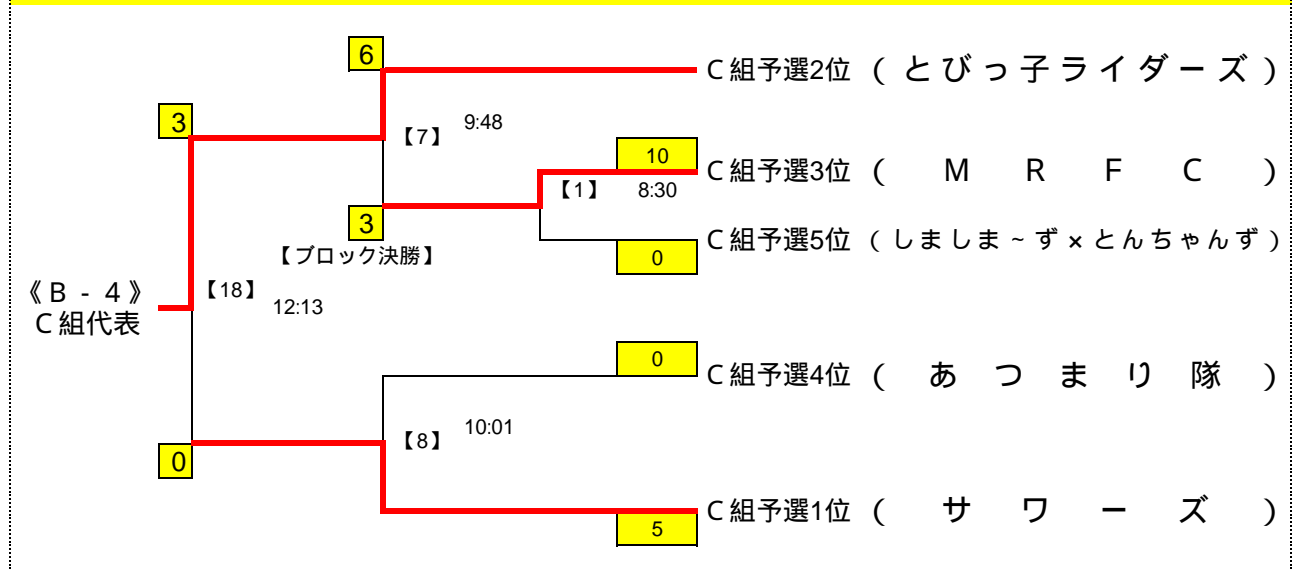 6
C組予選2位 ( とびっ子ライダーズ )
3
【7】 9:48
10
C組予選3位 ( M R F C )
【1】 8:30
3
【ブロック決勝】
C組予選5位 ( しましま~ず×とんちゃんず )
0
《B-4》
C組代表
【18】
12:13
0
C組予選4位 ( あつまり隊 )
【8】 10:01
0
C組予選1位 ( サワーズ )
5